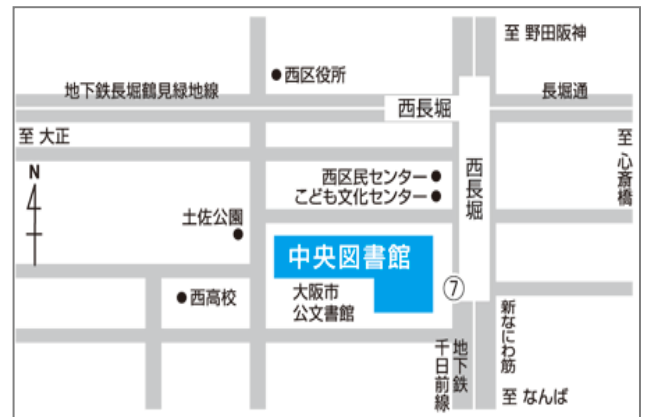 至 野田阪神
●西区役所
地下鉄長堀鶴見緑地線
長堀通
西長堀
至 大正
至 心斎橋
N
西区民センター●
こども文化センター●
西長堀
土佐公園
●
中央図書館
●西高校
大阪市
公文書館
⑦
新なにわ筋
地下鉄
千日前線
至 なんば